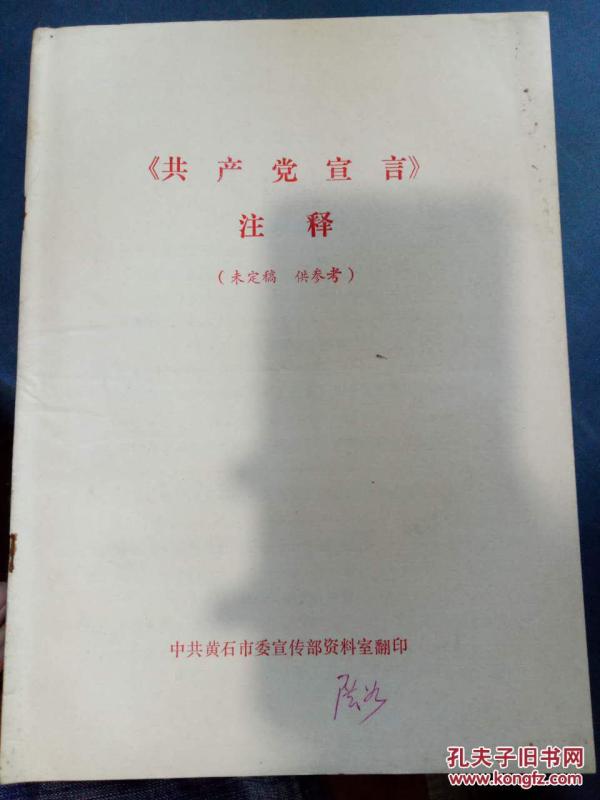 《共产党宣言》
注释
(未定稿 供参考)
中共黄石市委宣传部资料室翻印
孔夫子旧书网
www.kongfz.com